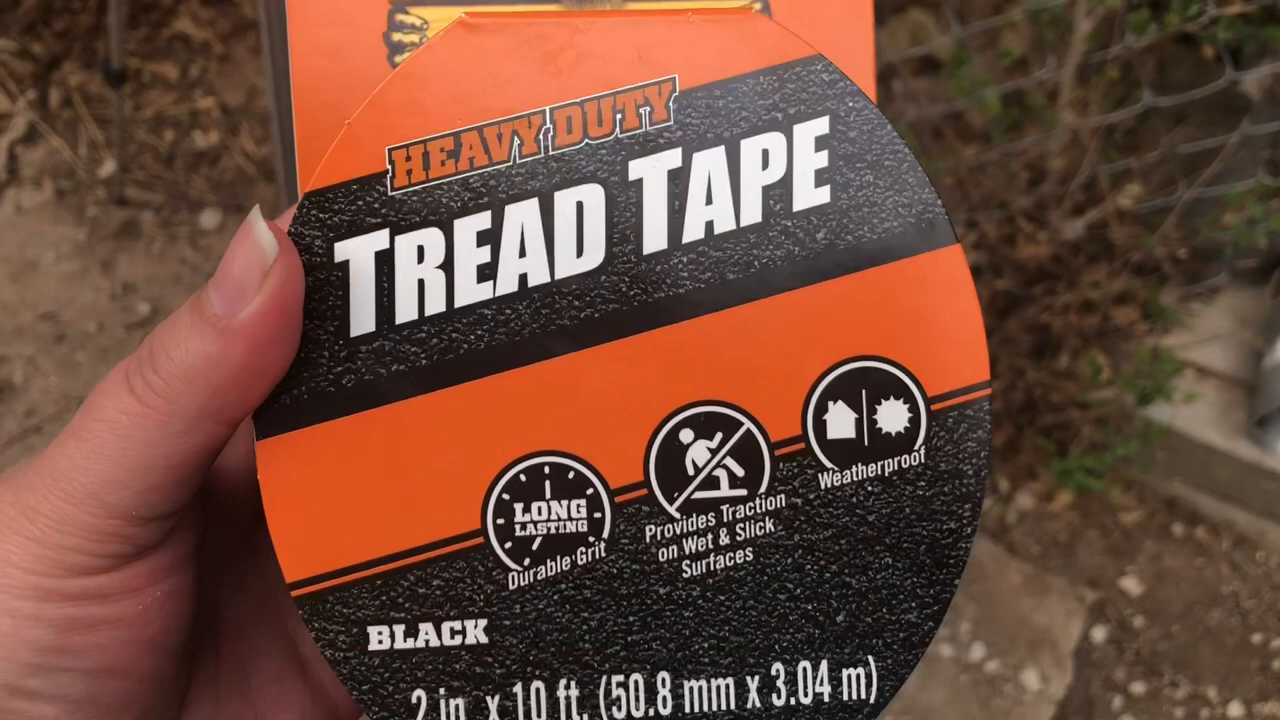 HEAVY DUTY
TREAD TAPE
LONG
LASTING
Durable Grit
Provides Traction
on Wet & Slick
Surfaces
Weatherproof
BLACK
2 in. x 10 ft. (50.8 mm x 3.04 m)